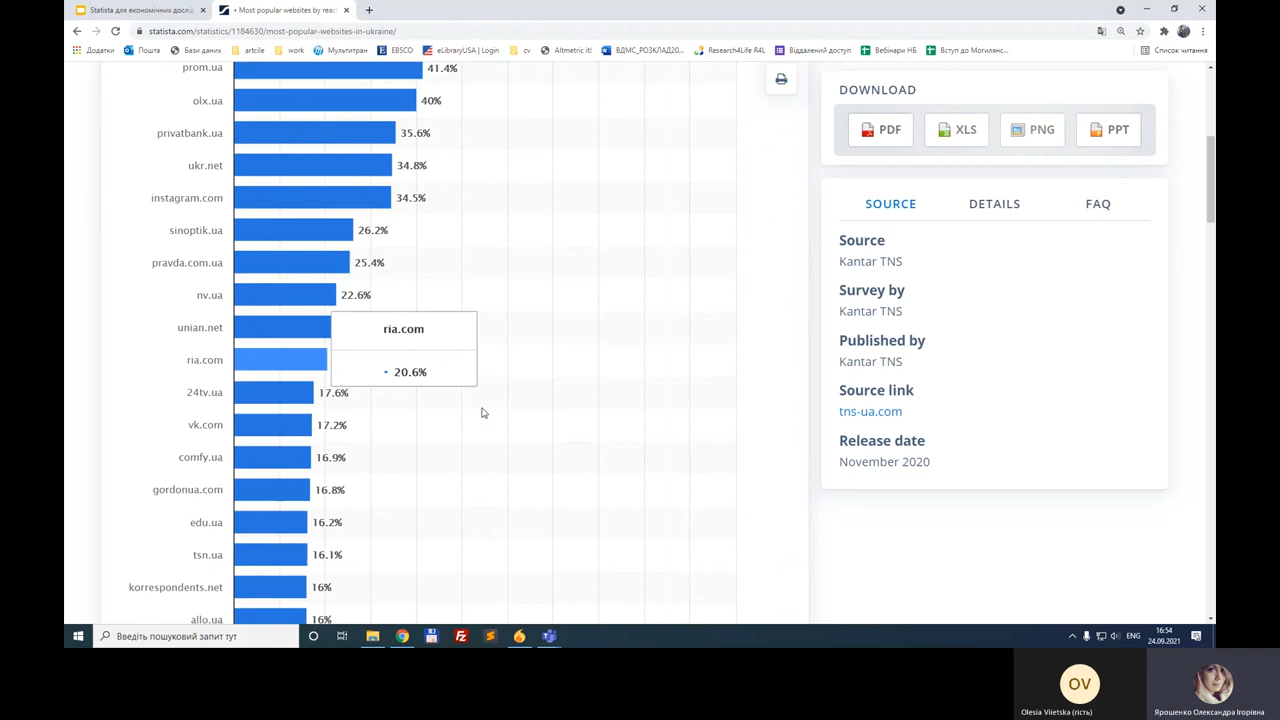 Statista для економічних дослід
• Most popular websites by reac
statista.com/statistics/1184630/most-popular-websites-in-ukraine/
Додатки
Пошта
Бази даних
artcile
work
Мультитран
EBSCO
eLibraryUSA | Login
cv
Altmetric it!
ВДМС_РОЗКЛАД20...
Research4Life R4L
Віддалений доступ
Вебінари НБ
Вступ до Могилянс...
Список читання
prom.ua 41.4%
olx.ua 40%
privatbank.ua 35.6%
ukr.net 34.8%
instagram.com 34.5%
sinoptik.ua 26.2%
pravda.com.ua 25.4%
nv.ua 22.6%
unian.net
ria.com
ria.com
20.6%
24tv.ua 17.6%
vk.com 17.2%
comfy.ua 16.9%
gordonua.com 16.8%
edu.ua 16.2%
tsn.ua 16.1%
korrespondents.net 16%
allo.ua 16%
DOWNLOAD
PDF
XLS
PNG
PPT
SOURCE
DETAILS
FAQ
Source
Kantar TNS
Survey by
Kantar TNS
Published by
Kantar TNS
Source link
tns-ua.com
Release date
November 2020
Введіть пошуковий запит тут
ENG
16:54
24.09.2021
OV
Olesia Viietska (гість)
Ярошенко Олександра Ігорівна